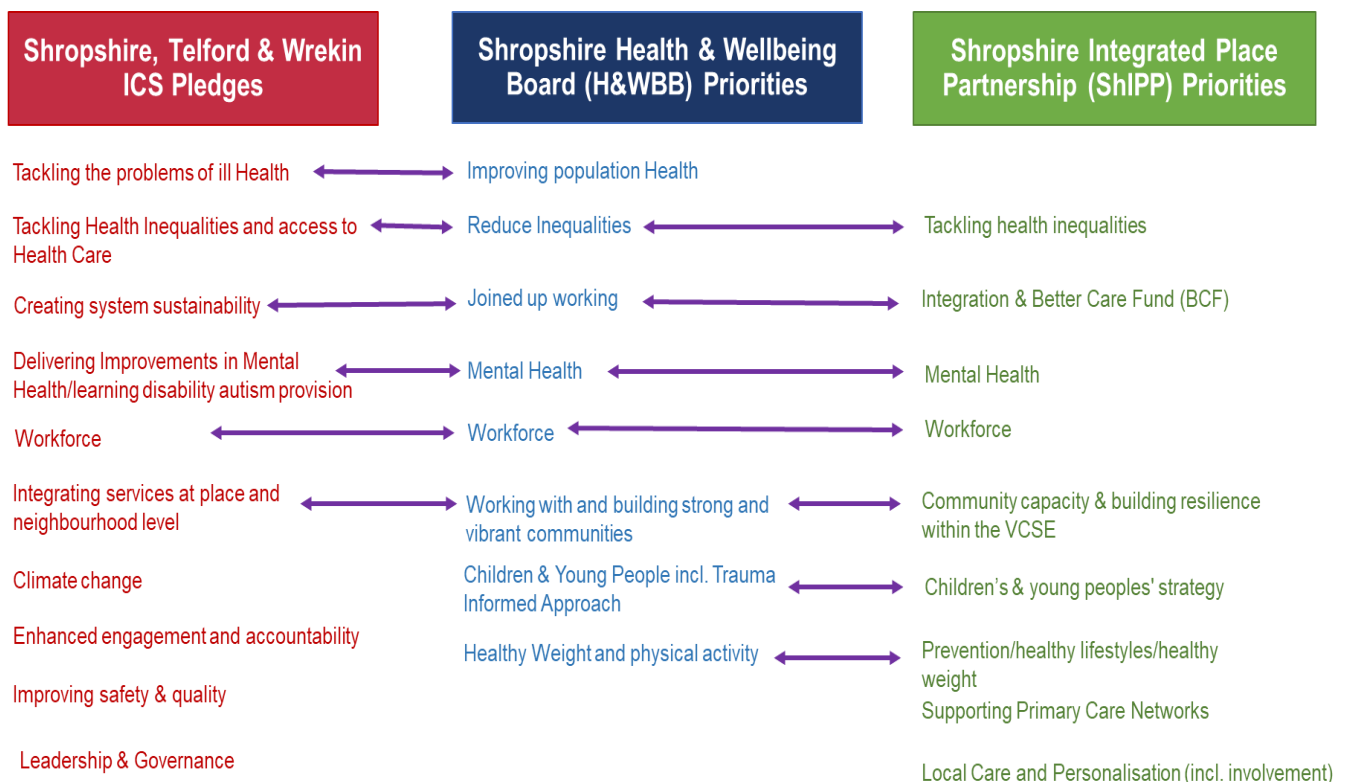 Shropshire, Telford & Wrekin
ICS Pledges
Shropshire Health & Wellbeing
Board (H&WBB) Priorities
Shropshire Integrated Place
Partnership (ShIPP) Priorities
Tackling the problems of ill Health
Improving population Health
Tackling Health Inequalities and access to
Health Care
Reduce Inequalities
Tackling health inequalities
Creating system sustainability
Joined up working
Integration & Better Care Fund (BCF)
Delivering Improvements in Mental
Health/learning disability autism provision
Mental Health
Mental Health
Workforce
Workforce
Workforce
Integrating services at place and
neighbourhood level
Working with and building strong and
vibrant communities
Community capacity & building resilience
within the VCSE
Climate change
Children & Young People incl. Trauma
Informed Approach
Children's & young peoples' strategy
Enhanced engagement and accountability
Healthy Weight and physical activity
Prevention/healthy lifestyles/healthy
weight
Improving safety & quality
Supporting Primary Care Networks
Leadership & Governance
Local Care and Personalisation (incl. involvement)